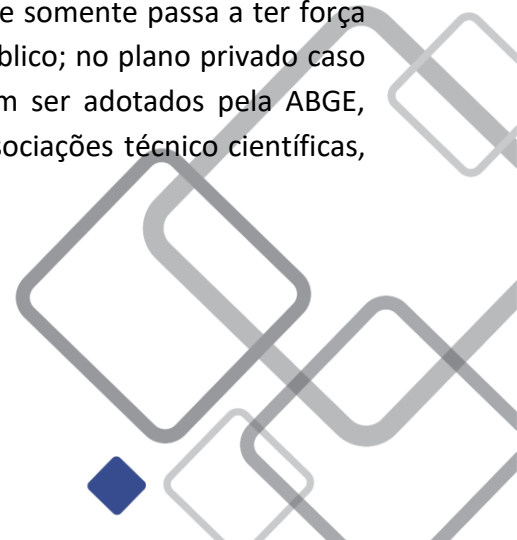 e somente passa a ter força
blico; no plano privado caso
m ser adotados pela ABGE,
sociações técnico científicas,